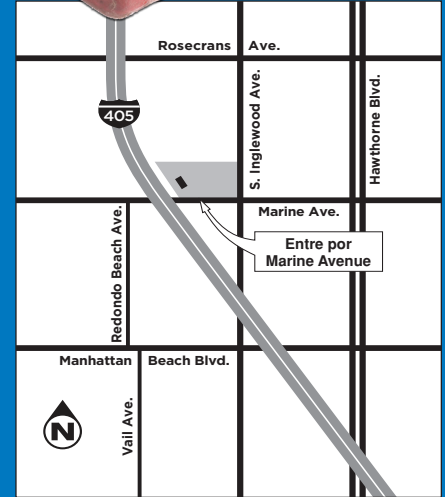 Rosecrans Ave.
405
S. Inglewood Ave.
Hawthorne Blvd.
Marine Ave.
Entre por
Marine Avenue
Redondo Beach Ave.
Manhattan Beach Blvd.
Vail Ave.
N